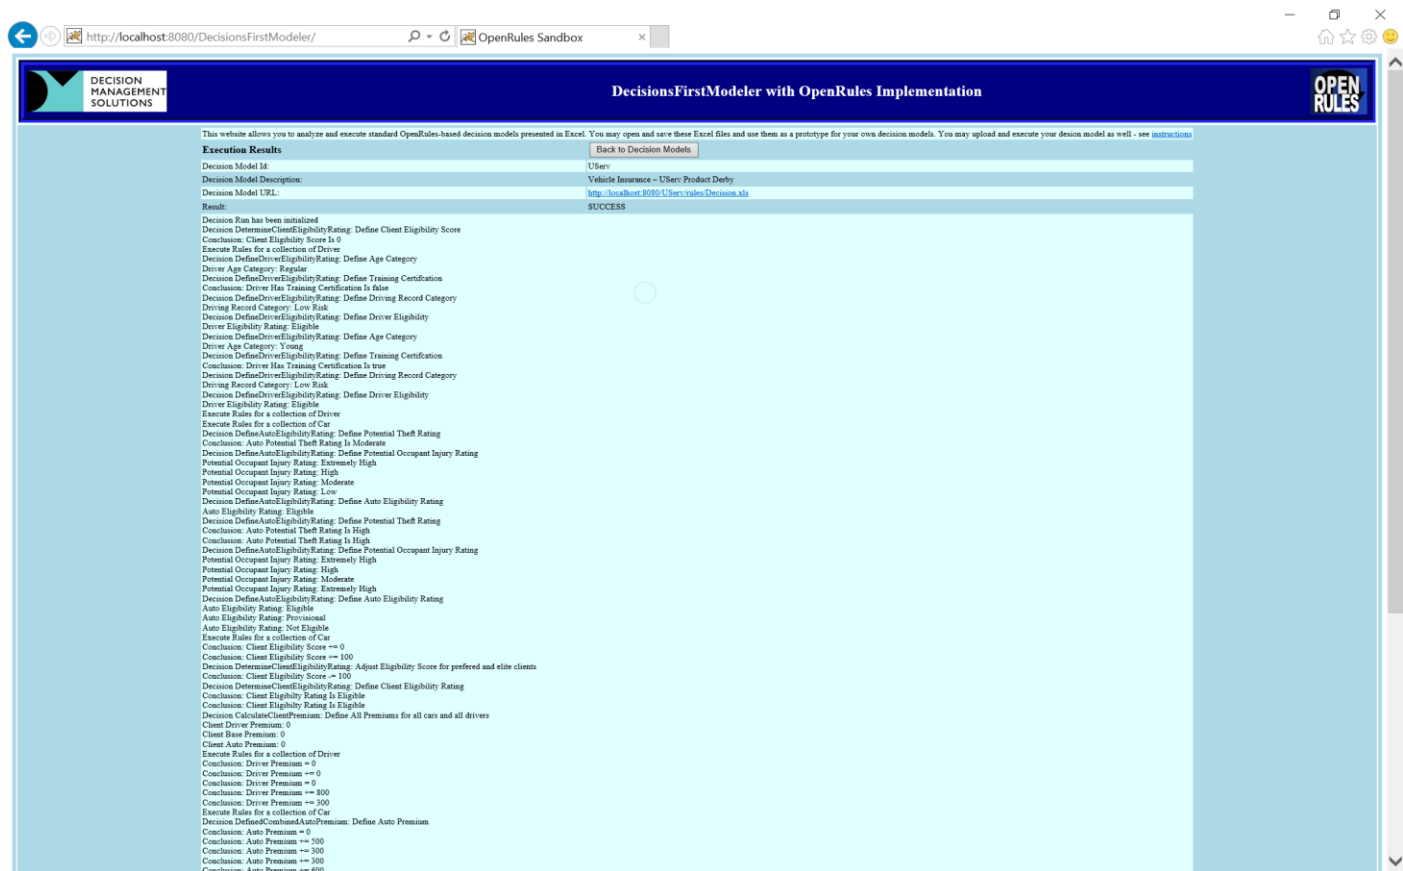 http://localhost:8080/DecisionsFirstModeler/
OpenRules Sandbox
DECISION
MANAGEMENT
SOLUTIONS
DecisionsFirstModeler with OpenRules Implementation
OPEN
RULES
This website allows you to analyze and execute standard OpenRules-based decision models presented in Excel. You may open and save these Excel files and use them as a prototype for your own decision models. You may upload and execute your desion model as well - see instructions
Execution Results
Back to Decision Models
Decision Model Id: UServ
Decision Model Description: Vehicle Insurance – UServ Product Derby
Decision Model URL: http://localhost:8080/UServ/rules/Decision.xls
Result: SUCCESS
Decision Run has been initialized
Decision DetermineClientEligibilityRating: Define Client Eligibility Score
Conclusion: Client Eligibility Score Is 0
Execute Rules for a collection of Driver
Decision DefineDriverEligibilityRating: Define Age Category
Driver Age Category: Regular
Decision DefineDriverEligibilityRating: Define Training Certifcation
Conclusion: Driver Has Training Certification Is false
Decision DefineDriverEligibilityRating: Define Driving Record Category
Driving Record Category: Low Risk
Decision DefineDriverEligibilityRating: Define Driver Eligibility
Driver Eligibility Rating: Eligible
Decision DefineDriverEligibilityRating: Define Age Category
Driver Age Category: Young
Decision DefineDriverEligibilityRating: Define Training Certifcation
Conclusion: Driver Has Training Certification Is true
Decision DefineDriverEligibilityRating: Define Driving Record Category
Driving Record Category: Low Risk
Decision DefineDriverEligibilityRating: Define Driver Eligibility
Driver Eligibility Rating: Eligible
Execute Rules for a collection of Driver
Execute Rules for a collection of Car
Decision DefineAutoEligibilityRating: Define Potential Theft Rating
Conclusion: Auto Potential Theft Rating Is Moderate
Decision DefineAutoEligibilityRating: Define Potential Occupant Injury Rating
Potential Occupant Injury Rating: Extremely High
Potential Occupant Injury Rating: High
Potential Occupant Injury Rating: Moderate
Potential Occupant Injury Rating: Low
Decision DefineAutoEligibilityRating: Define Auto Eligibility Rating
Auto Eligibility Rating: Eligible
Decision DefineAutoEligibilityRating: Define Potential Theft Rating
Conclusion: Auto Potential Theft Rating Is High
Conclusion: Auto Potential Theft Rating Is High
Decision DefineAutoEligibilityRating: Define Potential Occupant Injury Rating
Potential Occupant Injury Rating: Extremely High
Potential Occupant Injury Rating: High
Potential Occupant Injury Rating: Moderate
Potential Occupant Injury Rating: Extremely High
Decision DefineAutoEligibilityRating: Define Auto Eligibility Rating
Auto Eligibility Rating: Eligible
Auto Eligibility Rating: Provisional
Auto Eligibility Rating: Not Eligible
Execute Rules for a collection of Car
Conclusion: Client Eligibility Score += 0
Conclusion: Client Eligibility Score += 100
Decision DetermineClientEligibilityRating: Adjust Eligibility Score for prefered and elite clients
Conclusion: Client Eligibility Score -= 100
Decision DetermineClientEligibilityRating: Define Client Eligibility Rating
Conclusion: Client Eligibilty Rating Is Eligible
Conclusion: Client Eligibilty Rating Is Eligible
Decision CalculateClientPremium: Define All Premiums for all cars and all drivers
Client Driver Premium: 0
Client Base Premium: 0
Client Auto Premium: 0
Execute Rules for a collection of Driver
Conclusion: Driver Premium = 0
Conclusion: Driver Premium += 0
Conclusion: Driver Premium = 0
Conclusion: Driver Premium += 800
Conclusion: Driver Premium += 300
Execute Rules for a collection of Car
Decision DefinedCombinedAutoPremium: Define Auto Premium
Conclusion: Auto Premium = 0
Conclusion: Auto Premium += 500
Conclusion: Auto Premium += 300
Conclusion: Auto Premium += 300
Conclusion: Auto Premium += 600